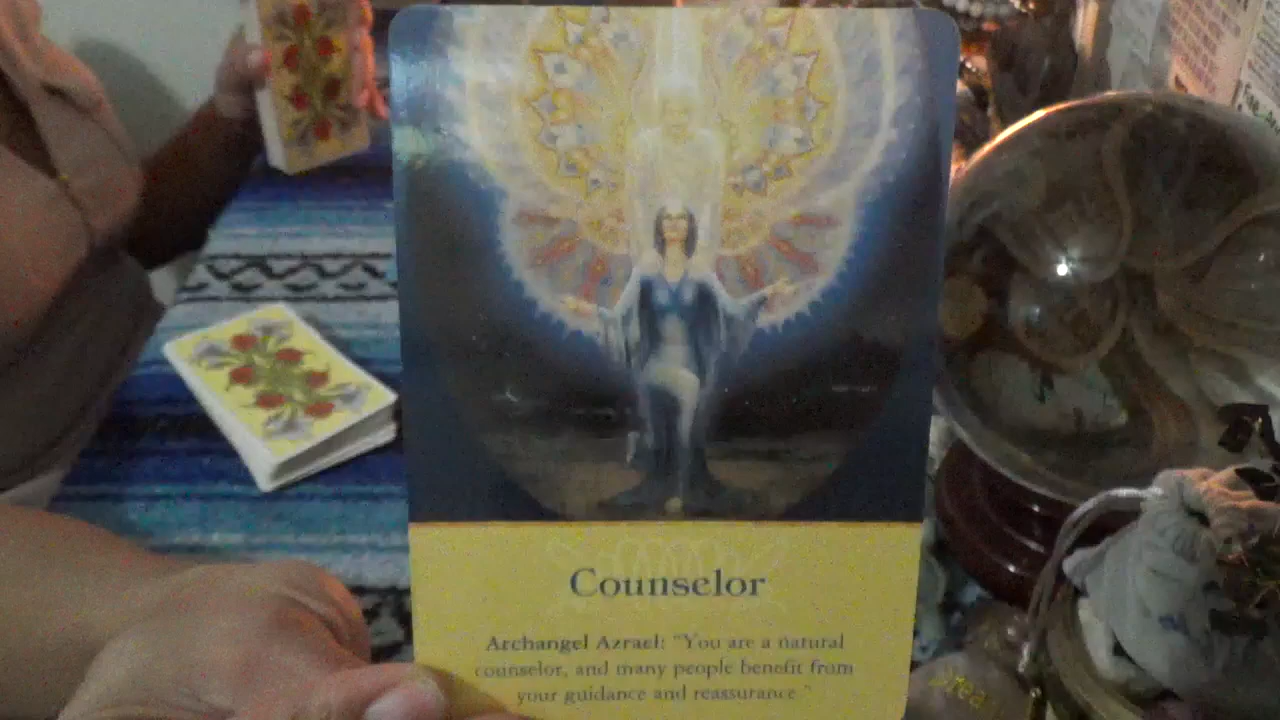 Counselor
Archangel Azrael: "You are a natural
counselor, and many people benefit from
your guidance and reassurance."